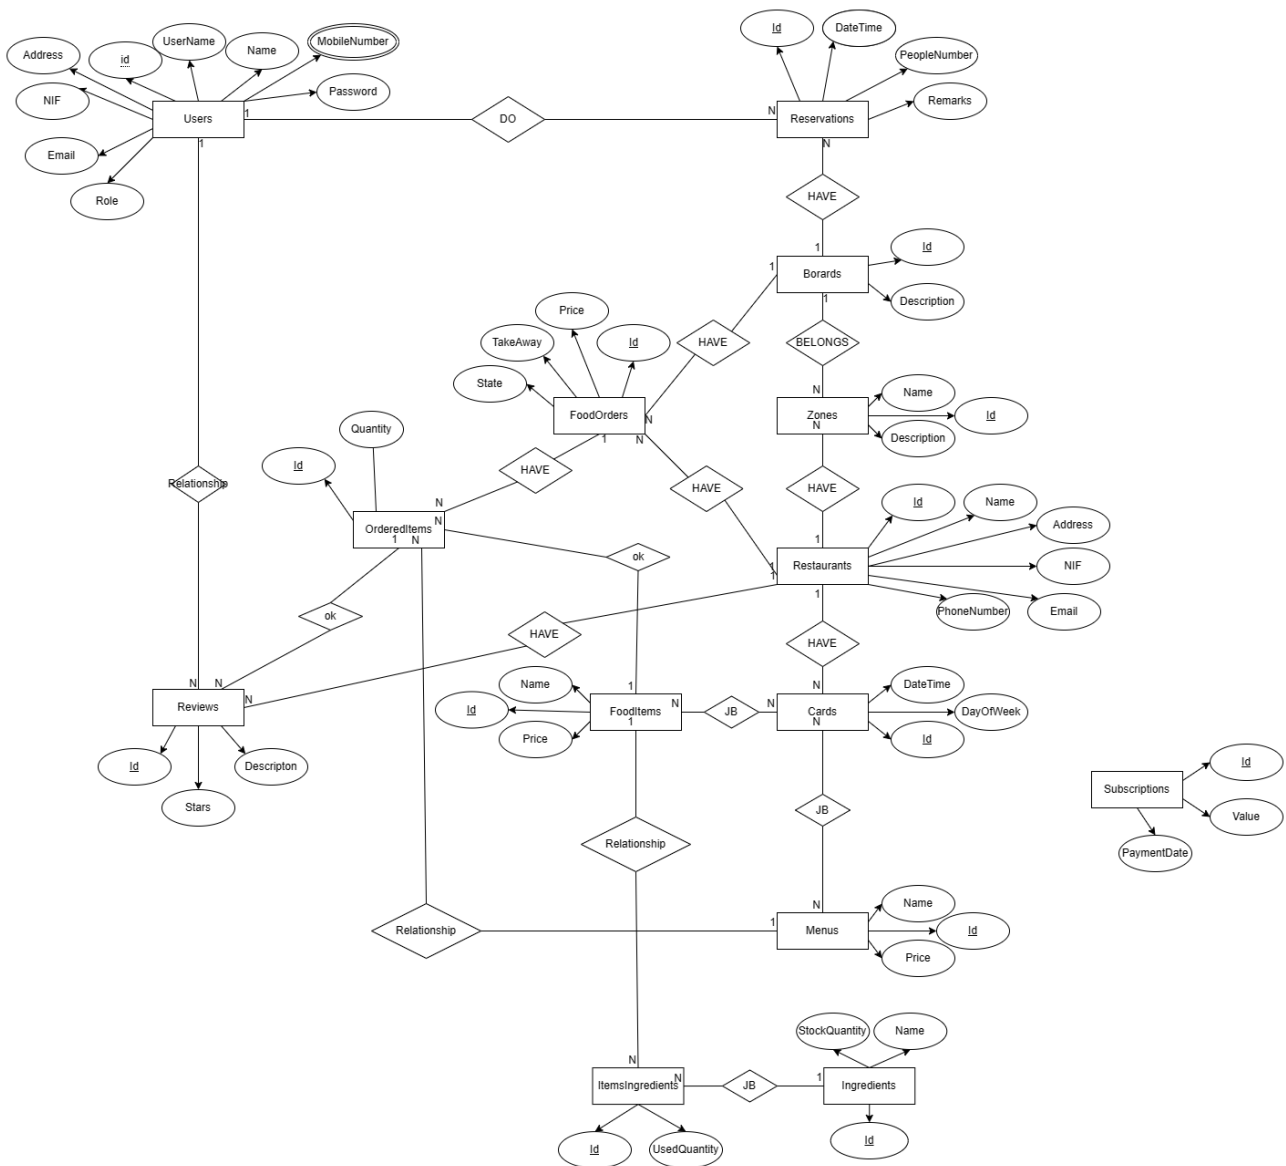 Id
DateTime
UserName
MobileNumber
Address
id
Name
PeopleNumber
NIF
Password
Remarks
Users
1
DO
N
Reservations
1
N
Email
Role
HAVE
1
Id
1
Borards
1
Description
Price
TakeAway
Id
HAVE
BELONGS
State
N
Name
FoodOrders
N
Zones
Id
1
N
N
Description
Quantity
Id
HAVE
HAVE
HAVE
Id
Name
N
N
OrderedItems
1
N
Address
1
ok
1
1
Restaurants
NIF
1
PhoneNumber
Email
Relationship
ok
HAVE
HAVE
N
N
N
Name
1
N
DateTime
Reviews
Id
FoodItems
N
JB
N
Cards
DayOfWeek
1
N
Price
Id
Id
Descripton
Stars
Id
Subscriptions
JB
Value
Relationship
PaymentDate
Name
N
Relationship
1
Menus
Id
Price
StockQuantity
Name
N
ItemsIngredients
N
JB
1
Ingredients
Id
UsedQuantity
Id